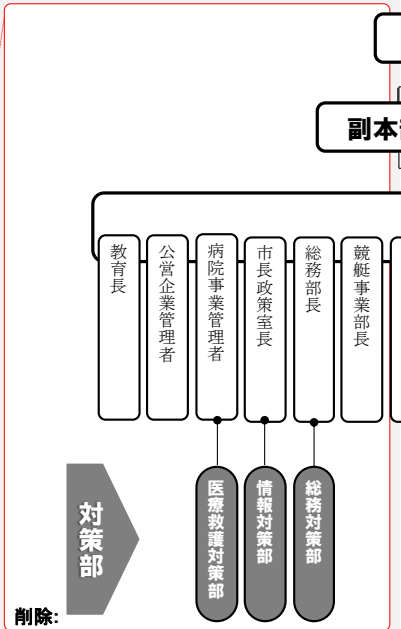 副本
教育長
公営企業管理者
病院事業管理者
市長政策室長
総務部長
競艇事業部長
対策部
医療救護対策部
情報対策部
総務対策部
削除: